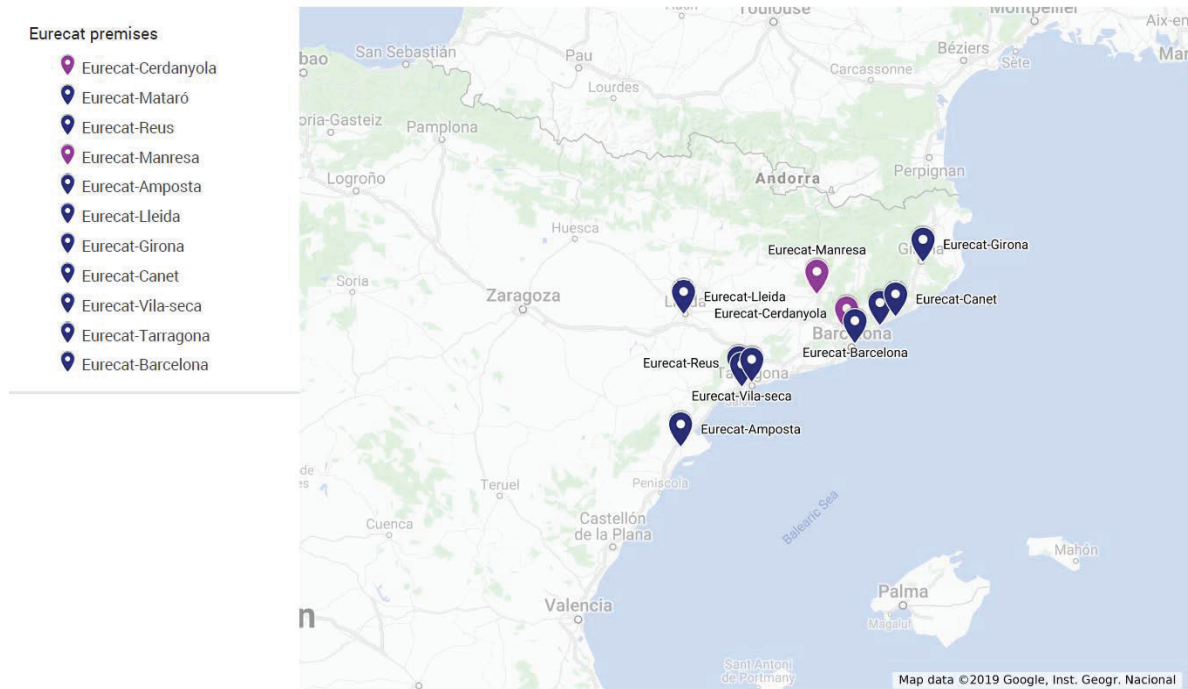 Eurecat premises
Eurecat-Cerdanyola
Eurecat-Mataró
Eurecat-Reus
Eurecat-Manresa
Eurecat-Amposta
Eurecat-Lleida
Eurecat-Girona
Eurecat-Canet
Eurecat-Vila-seca
Eurecat-Tarragona
Eurecat-Barcelona
Toulouse
Montpellier
Béziers
Sète
San Sebastián
Pau
Carcassonne
Lourdes
Pamplona
Perpignan
Andorra
Logroño
Huesca
Eurecat-Manresa
Eurecat-Girona
Soria
Zaragoza
Eurecat-Lleida
Eurecat-Canet
Eurecat-Cerdanyola
Barcelona
Eurecat-Barcelona
Eurecat-Reus
Eurecat-Vila-seca
Eurecat-Amposta
Teruel
Peniscola
Balearic Sea
Cuenca
Castellón
de la Plana
Mahón
Palma
Magaluf
Valencia
Sant Antoni
de Portmany
Map data ©2019 Google, Inst. Geogr. Nacional